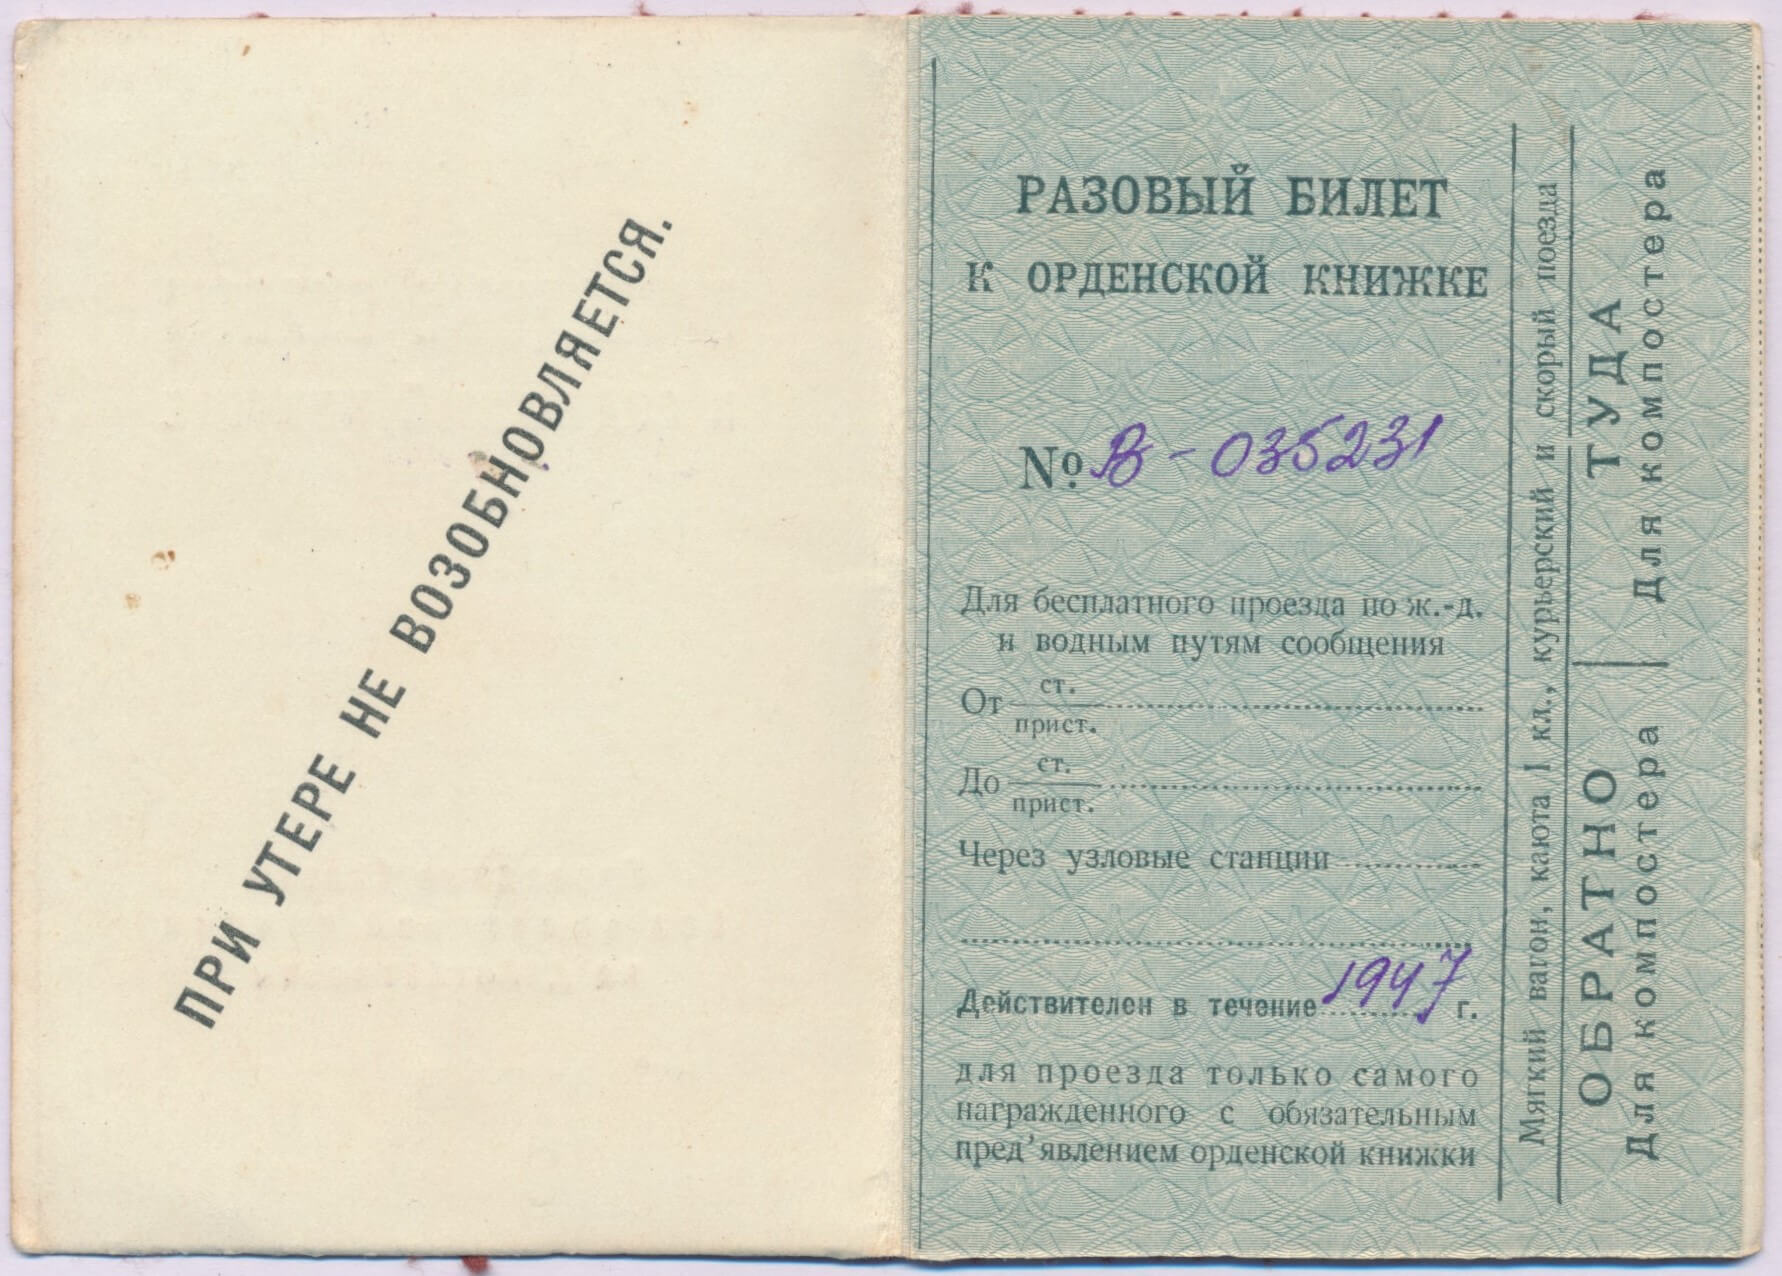 ПРИ УТЕРЕ НЕ ВОЗОБНОВЛЯЕТСЯ.
РАЗОВЫЙ БИЛЕТ
К ОРДЕНСКОЙ КНИЖКЕ
№ В - 035231
Для бесплатного проезда по ж.-д.
и водным путям сообщения
От ст.
прист.
До ст.
прист.
Через узловые станции
Действителен в течение 1947 г.
для проезда только самого
награжденного с обязательным
пред'явлением орденской книжки
Мягкий вагон, каюта I кл., курьерский и скорый поезда
ОБРАТНО
Для компостера
ТУДА
Для компостера